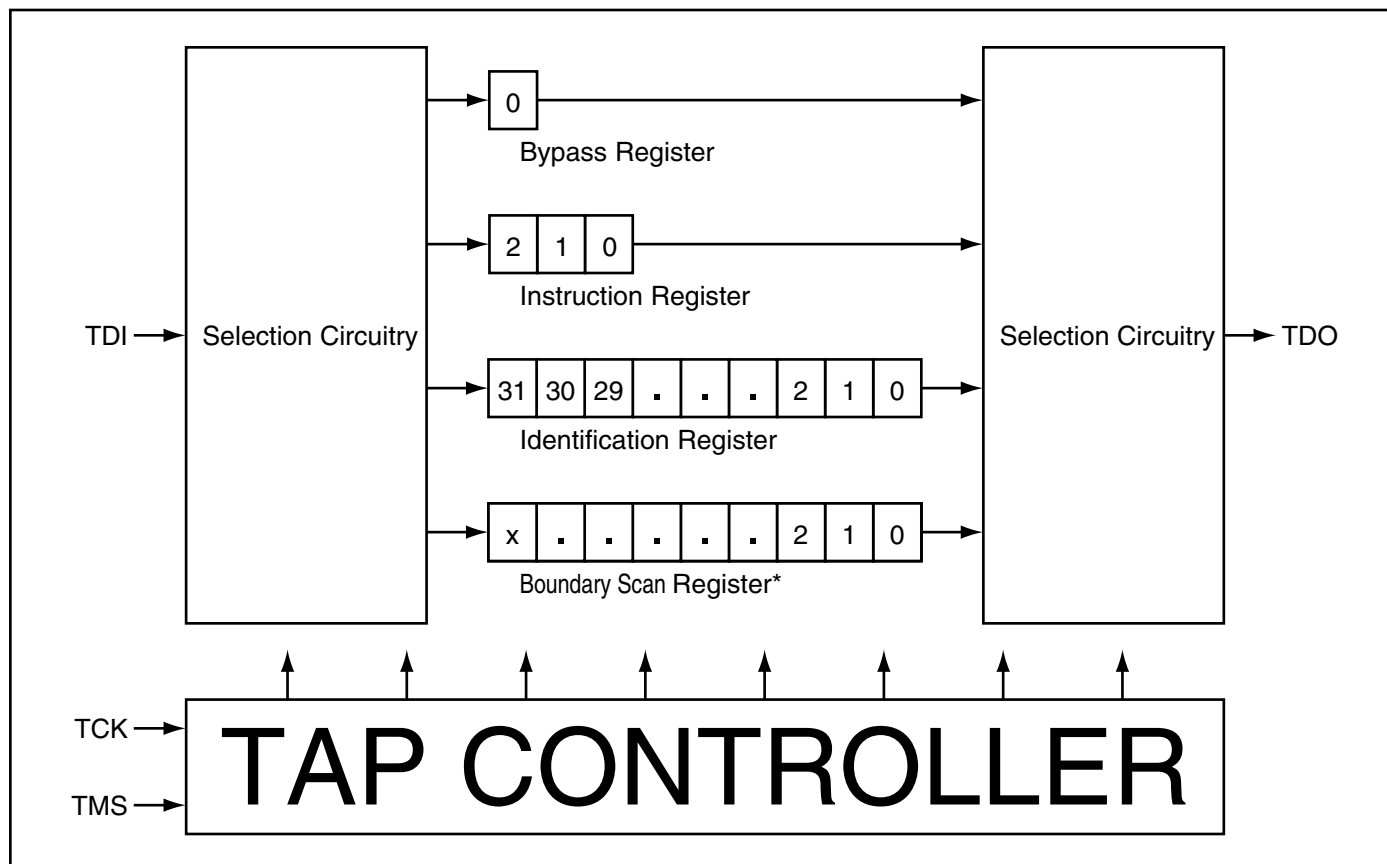 0
Bypass Register
2 1 0
Instruction Register
TDI
Selection Circuitry
Selection Circuitry
TDO
31 30 29 . . . 2 1 0
Identification Register
x . . . . . 2 1 0
Boundary Scan Register*
TCK
TAP CONTROLLER
TMS